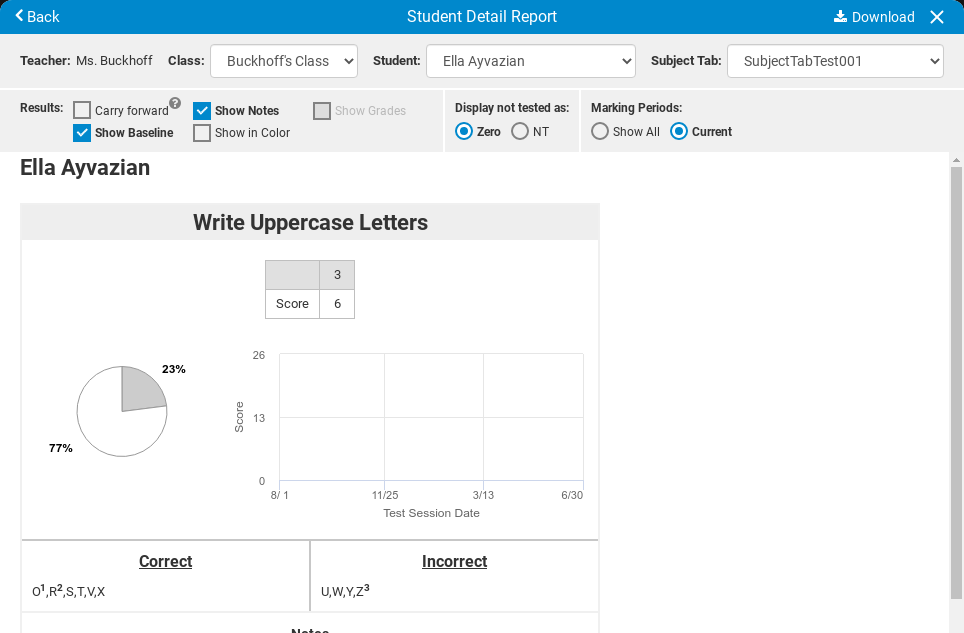 Back Student Detail Report Download
Teacher: Ms. Buckhoff Class: Buckhoff's Class Student: Ella Ayvazian Subject Tab: SubjectTabTest001
Results: Carry forward ? Show Notes Show Grades Display not tested as: Marking Periods:
Show Baseline Show in Color Zero NT Show All Current
Ella Ayvazian
Write Uppercase Letters
3
Score 6
23%
77%
26
13
0
Score
8/ 1 11/25 3/13 6/30
Test Session Date
Correct Incorrect
O¹,R²,S,T,V,X U,W,Y,Z³
Notes